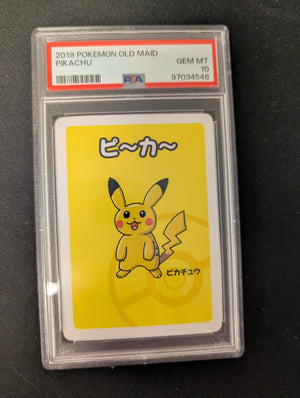 2019 POKEMON OLD MAID
PIKACHU
GEM MT
10
PSA
97034548
ピ〜カ〜
ピカチュウ